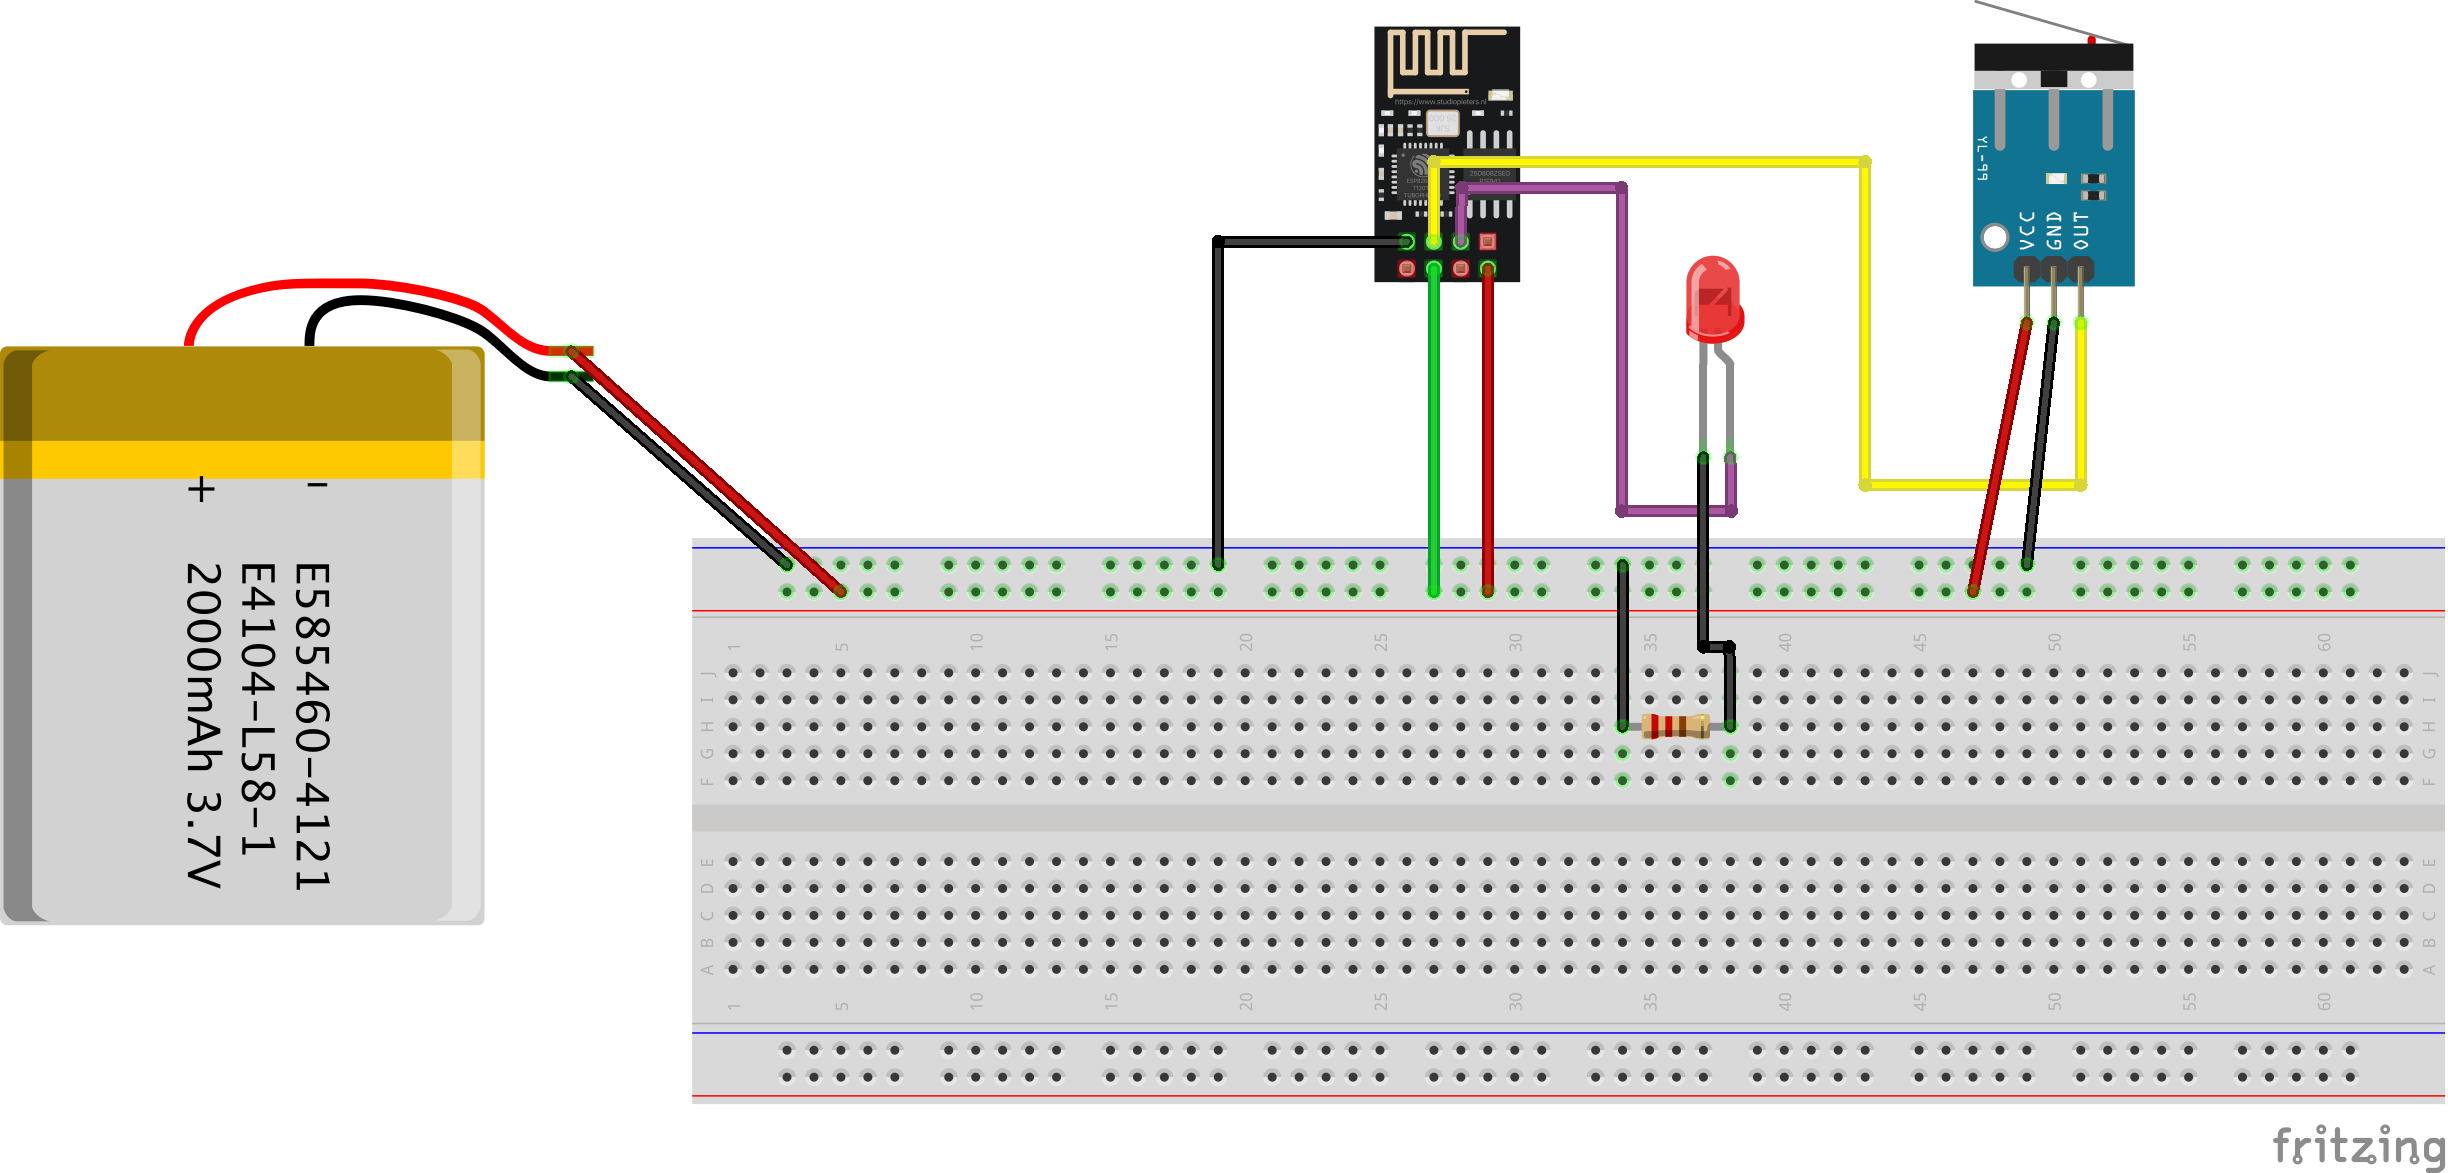 https://www.studiopieters.nl
YL-99
VCC
GND
OUT
+
-
E585460-4121
E4104-L58-1
2000mAh 3.7V
1 5 10 15 20 25 30 35 40 45 50 55 60
J J
I I
H H
G G
F F
E E
D D
C C
B B
A A
1 5 10 15 20 25 30 35 40 45 50 55 60
fritzing